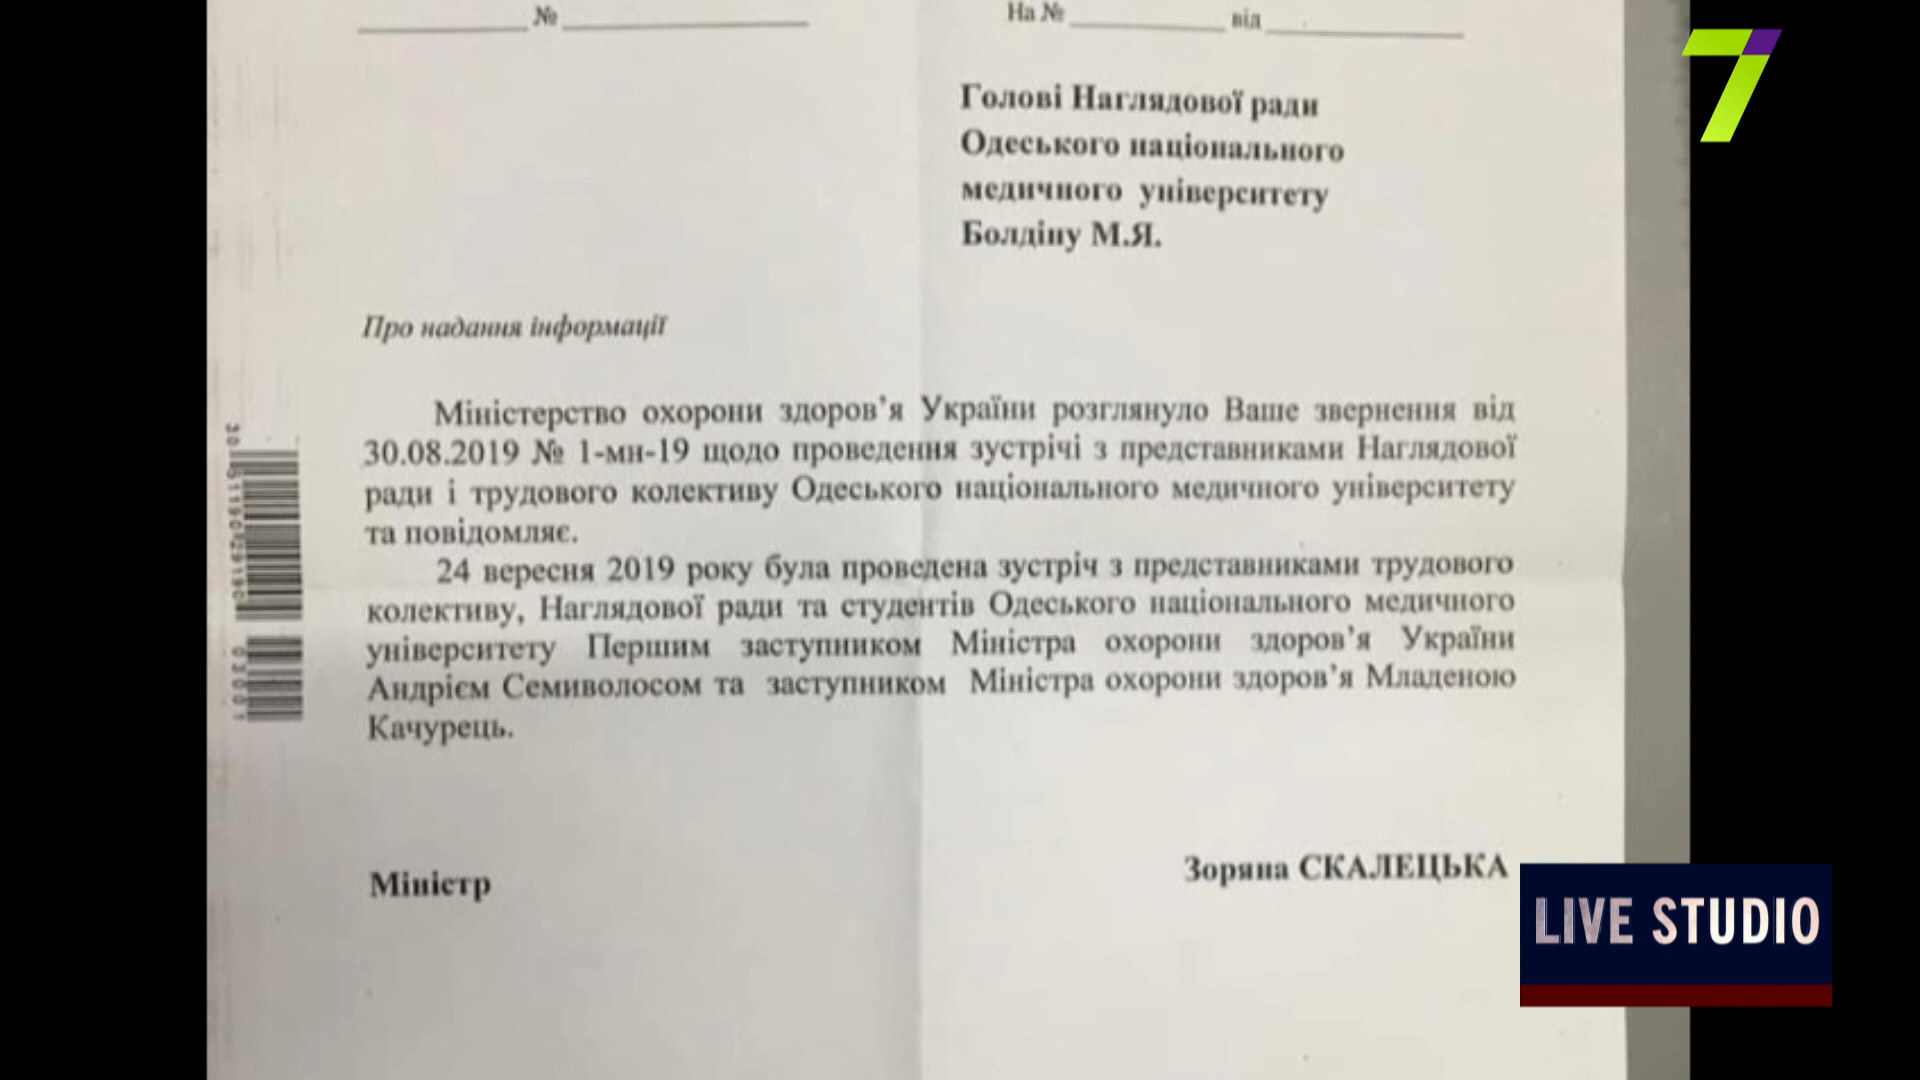 №
На №
від
7
Голові Наглядової ради
Одеського національного
медичного університету
Болдіну М.Я.
Про надання інформації
Міністерство охорони здоров’я України розглянуло Ваше звернення від
30.08.2019 № 1-мн-19 щодо проведення зустрічі з представниками Наглядової
ради і трудового колективу Одеського національного медичного університету
та повідомляє.
24 вересня 2019 року була проведена зустріч з представниками трудового
колективу, Наглядової ради та студентів Одеського національного медичного
університету Першим заступником Міністра охорони здоров’я України
Андрієм Семиволосом та заступником Міністра охорони здоров’я Младеною
Качурець.
Міністр
Зоряна СКАЛЕЦЬКА
LIVE STUDIO